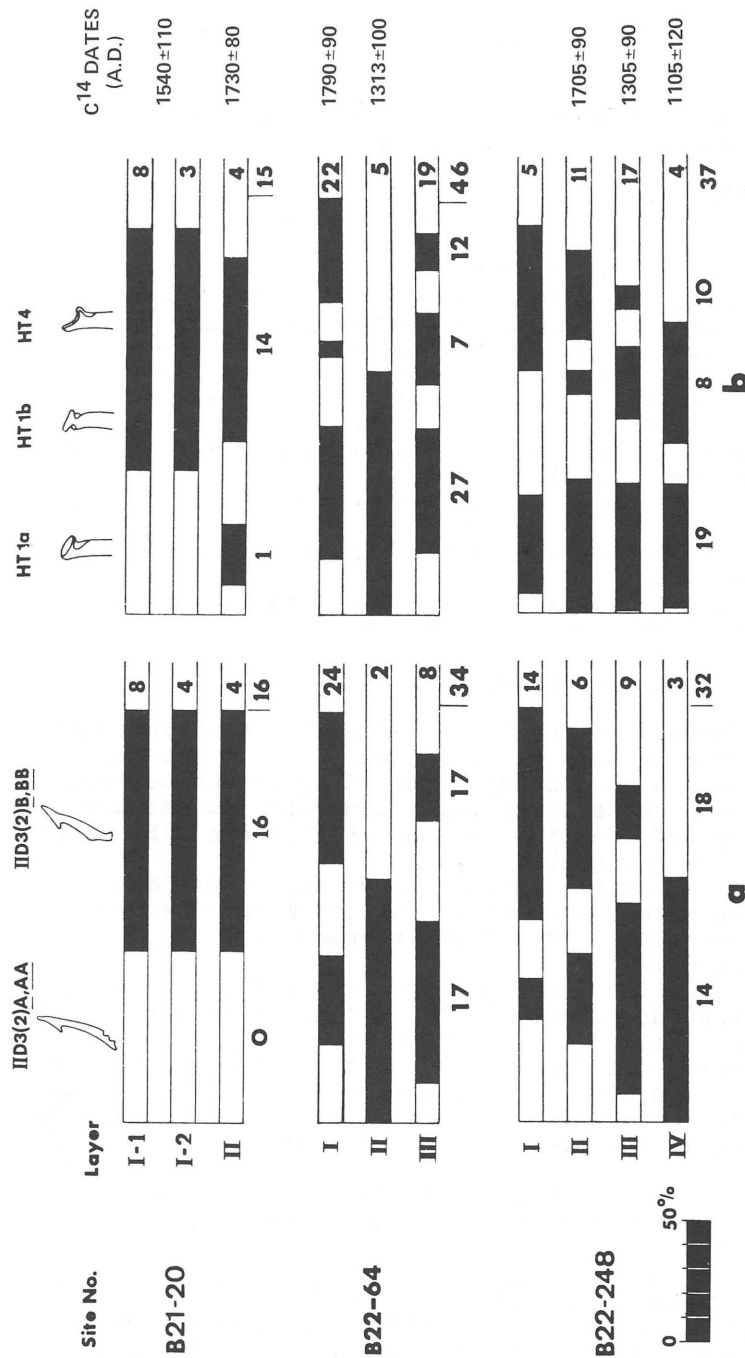 IID3(2)A,AA IID3(2)B,BB HT1a HT1b HT4 C14 DATES
(A.D.)
Site No. Layer
B21-20
I-1 8 8
1540±110
I-2 4 3
II 4 4 1730±80
0 16 16 1 14 15
B22-64
I 24 22 1790±90
II 2 5 1313±100
III 8 19
17 17 34 27 7 12 46
B22-248
I 14 5
II 6 11 1705±90
III 9 17 1305±90
IV 3 4 1105±120
14 18 32 19 8 10 37
0 50%
a b